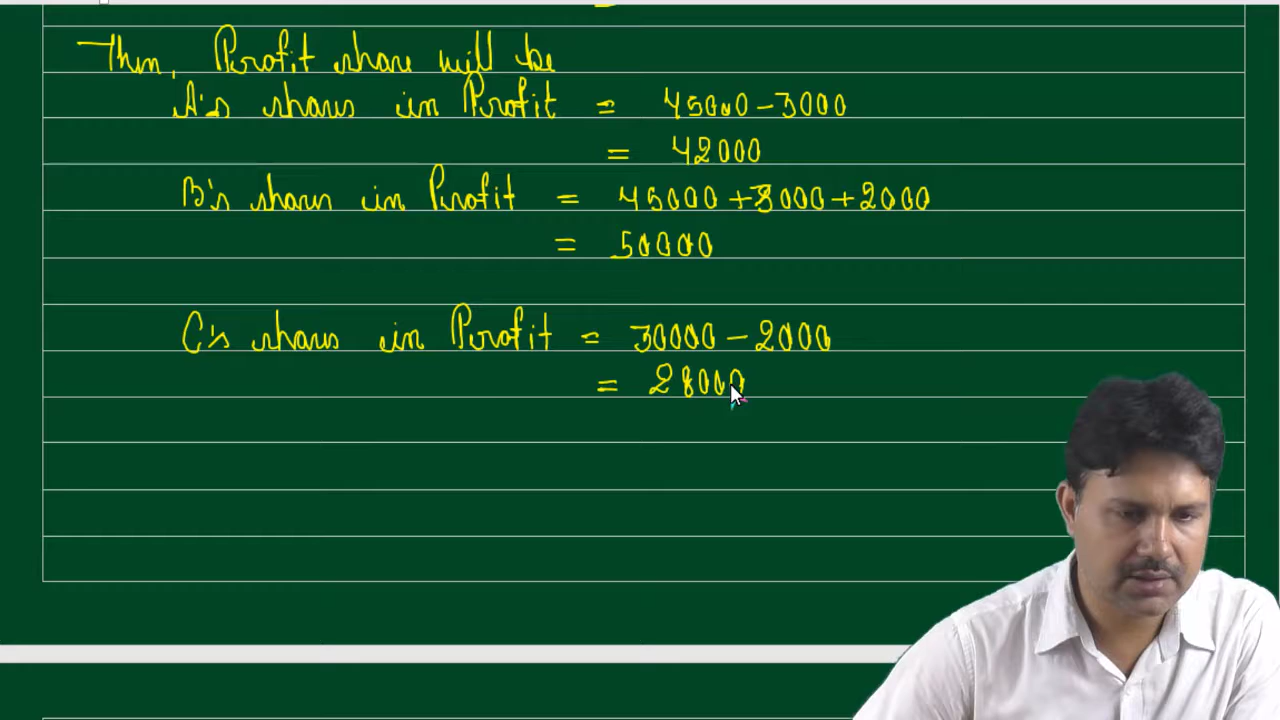 Then, Profit share will be
A's share in Profit = 45000 - 3000
= 42000
B's share in Profit = 45000 + 3000 + 2000
= 50000
C's share in Profit = 30000 - 2000
= 28000